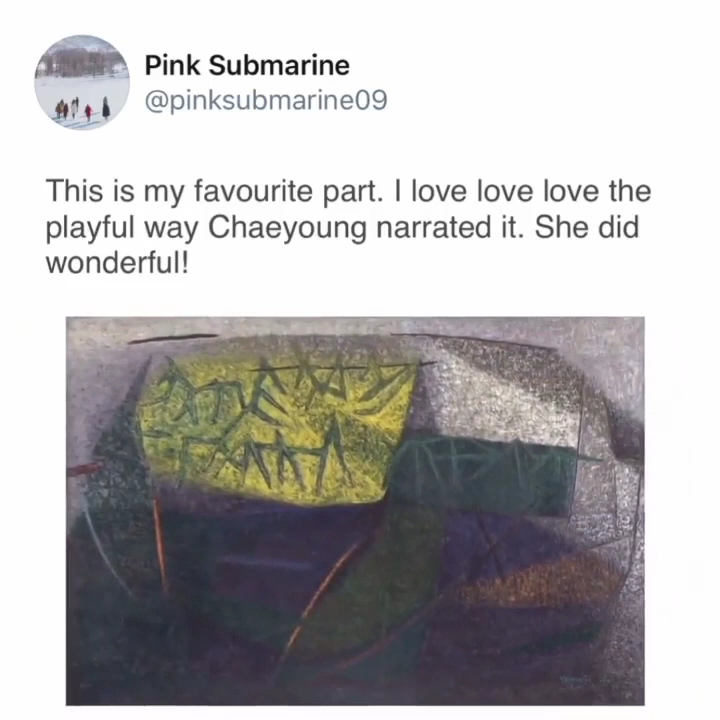 Pink Submarine
@pinksubmarine09
This is my favourite part. I love love love the
playful way Chaeyoung narrated it. She did
wonderful!